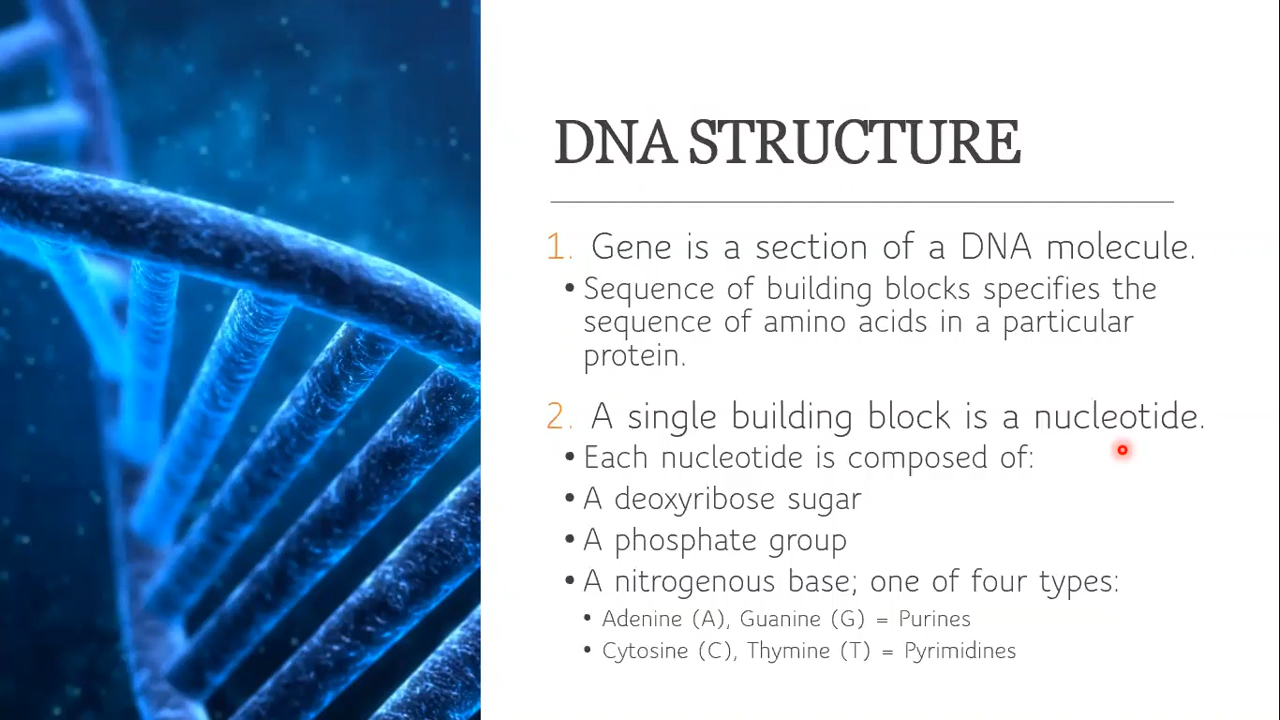 DNA STRUCTURE
1. Gene is a section of a DNA molecule.
• Sequence of building blocks specifies the
sequence of amino acids in a particular
protein.
2. A single building block is a nucleotide.
• Each nucleotide is composed of:
• A deoxyribose sugar
• A phosphate group
• A nitrogenous base; one of four types:
• Adenine (A), Guanine (G) = Purines
• Cytosine (C), Thymine (T) = Pyrimidines